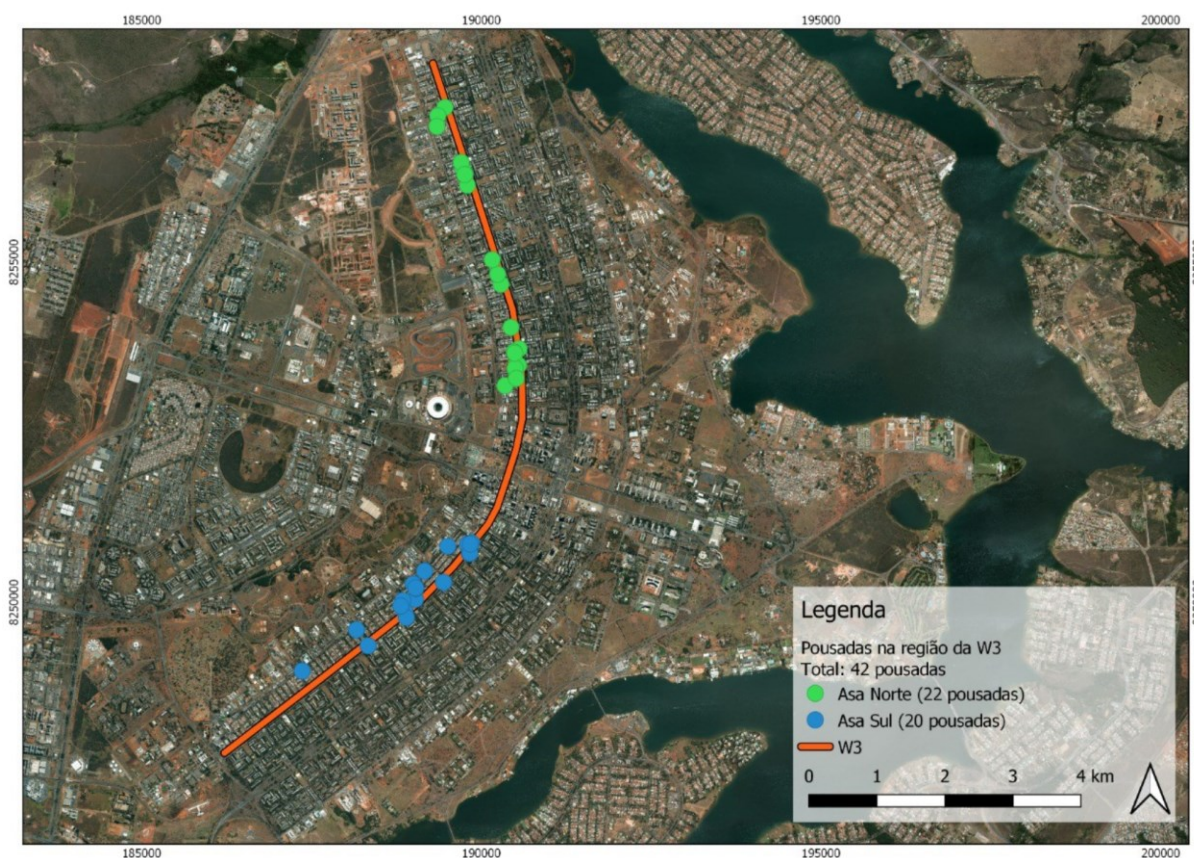 185000 190000 195000 200000
8255000
8250000
Legenda
Pousadas na região da W3
Total: 42 pousadas
Asa Norte (22 pousadas)
Asa Sul (20 pousadas)
W3
0 1 2 3 4 km
185000 190000 195000 200000